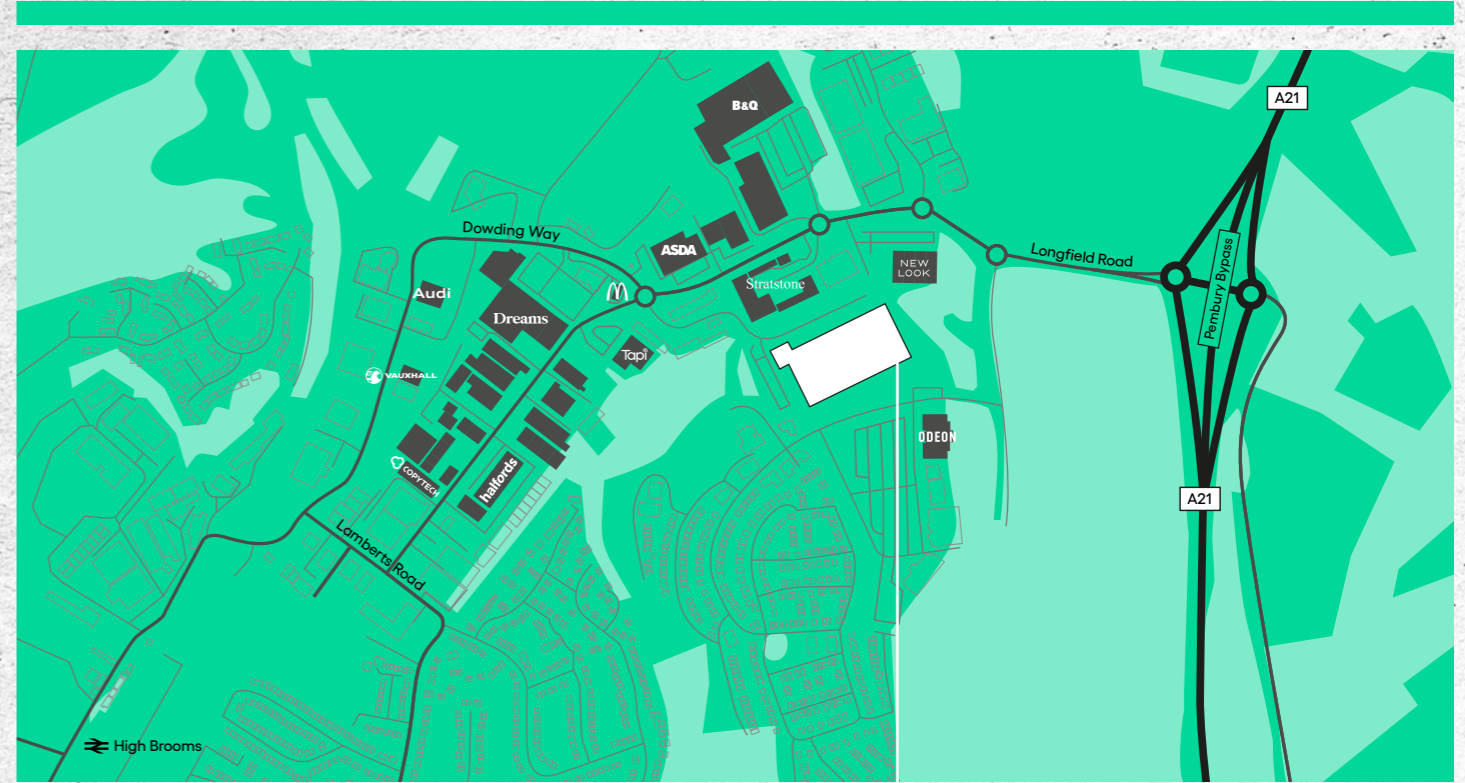 A21
B&Q
Dowding Way
ASDA
Longfield Road
NEW
LOOK
Pembury Bypass
Stratstone
Audi
Dreams
Tapi
VAUXHALL
ODEON
COPYTECH
halfords
A21
Lamberts Road
High Brooms